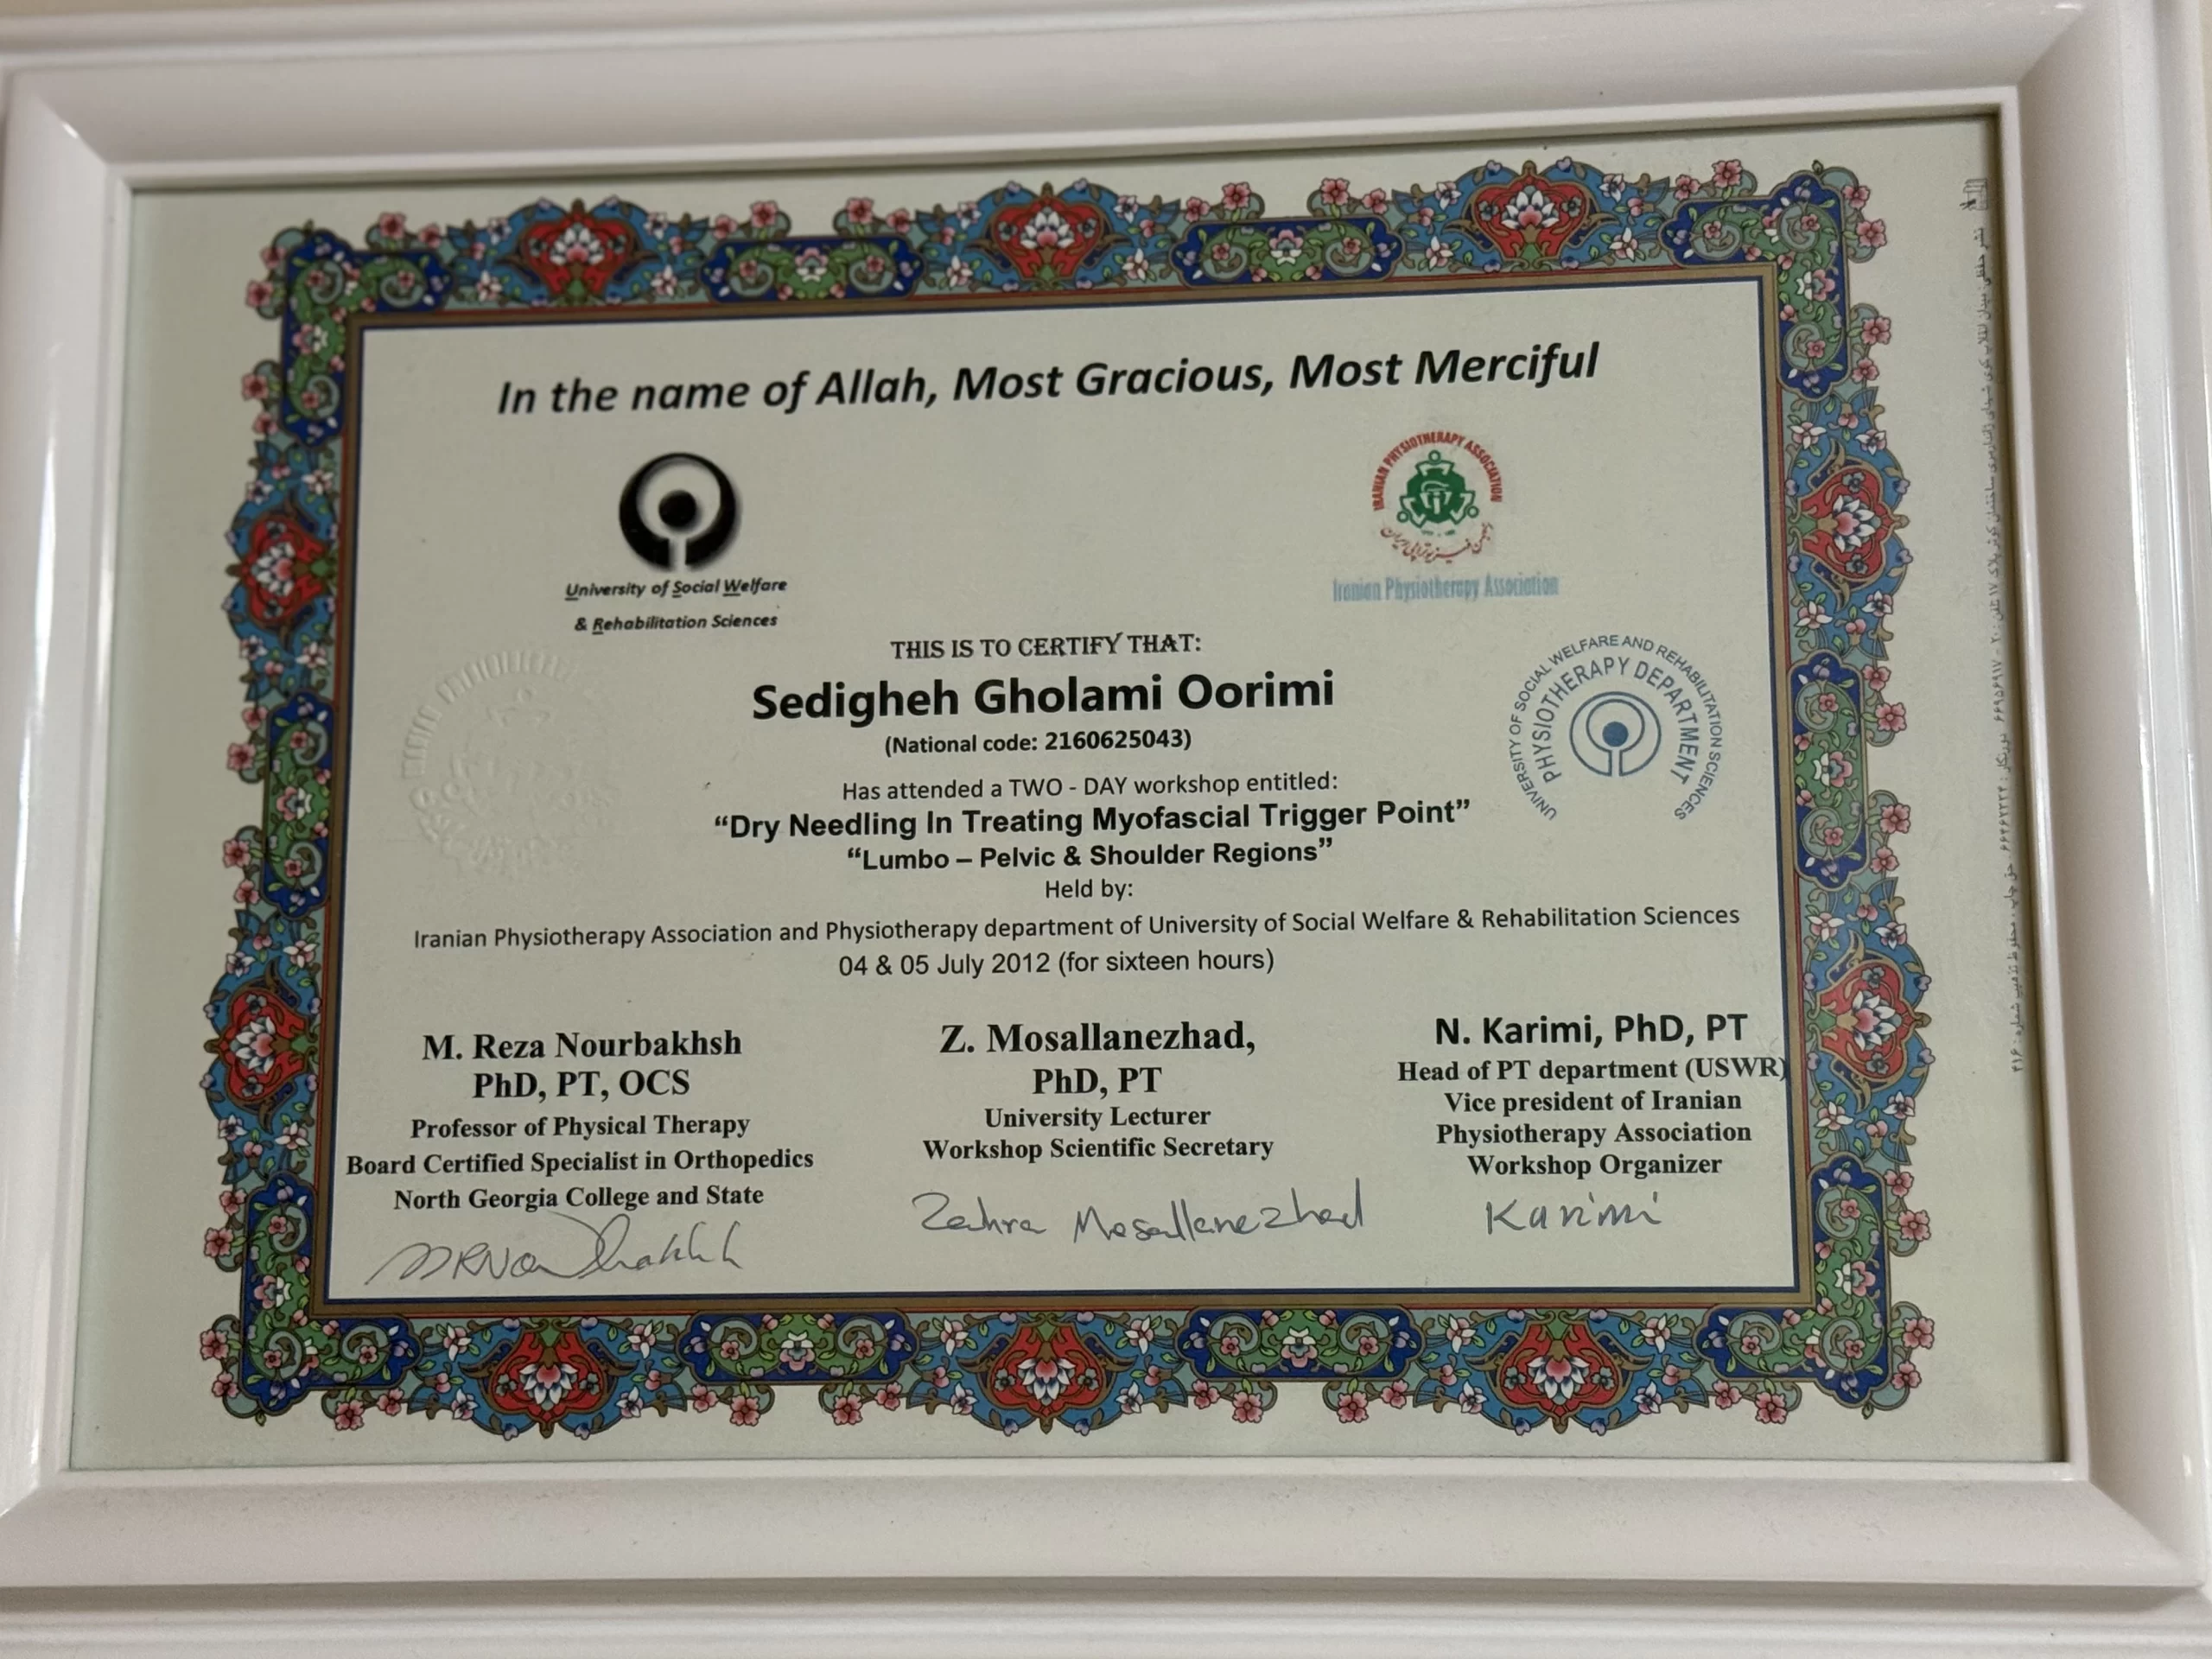 In the name of Allah, Most Gracious, Most Merciful
University of Social Welfare
& Rehabilitation Sciences
IRANIAN PHYSIOTHERAPY ASSOCIATION
انجمن فیزیوتراپی ایران
Iranian Physiotherapy Association
THIS IS TO CERTIFY THAT:
Sedigheh Gholami Oorimi
(National code: 2160625043)
UNIVERSITY OF SOCIAL WELFARE AND REHABILITATION SCIENCES
PHYSIOTHERAPY DEPARTMENT
Has attended a TWO - DAY workshop entitled:
“Dry Needling In Treating Myofascial Trigger Point”
“Lumbo – Pelvic & Shoulder Regions”
Held by:
Iranian Physiotherapy Association and Physiotherapy department of University of Social Welfare & Rehabilitation Sciences
04 & 05 July 2012 (for sixteen hours)
M. Reza Nourbakhsh
PhD, PT, OCS
Professor of Physical Therapy
Board Certified Specialist in Orthopedics
North Georgia College and State
Z. Mosallanezhad,
PhD, PT
University Lecturer
Workshop Scientific Secretary
Zahra Mosallanezhad
N. Karimi, PhD, PT
Head of PT department (USWR)
Vice president of Iranian
Physiotherapy Association
Workshop Organizer
Karimi